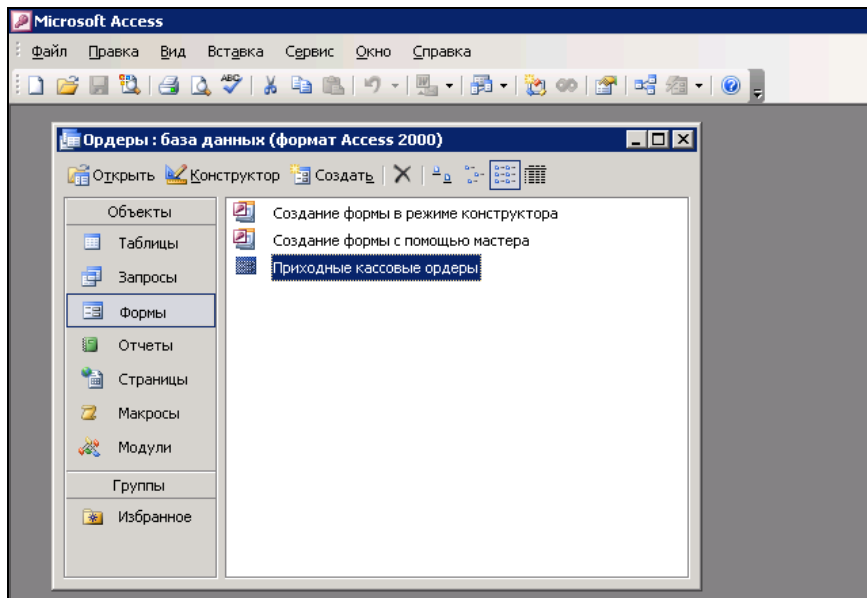 Microsoft Access
Файл Правка Вид Вставка Сервис Окно Справка
ABC
Ордеры : база данных (формат Access 2000)
Открыть Конструктор Создать
Объекты
Таблицы
Запросы
Формы
Отчеты
Страницы
Макросы
Модули
Группы
Избранное
Создание формы в режиме конструктора
Создание формы с помощью мастера
Приходные кассовые ордеры